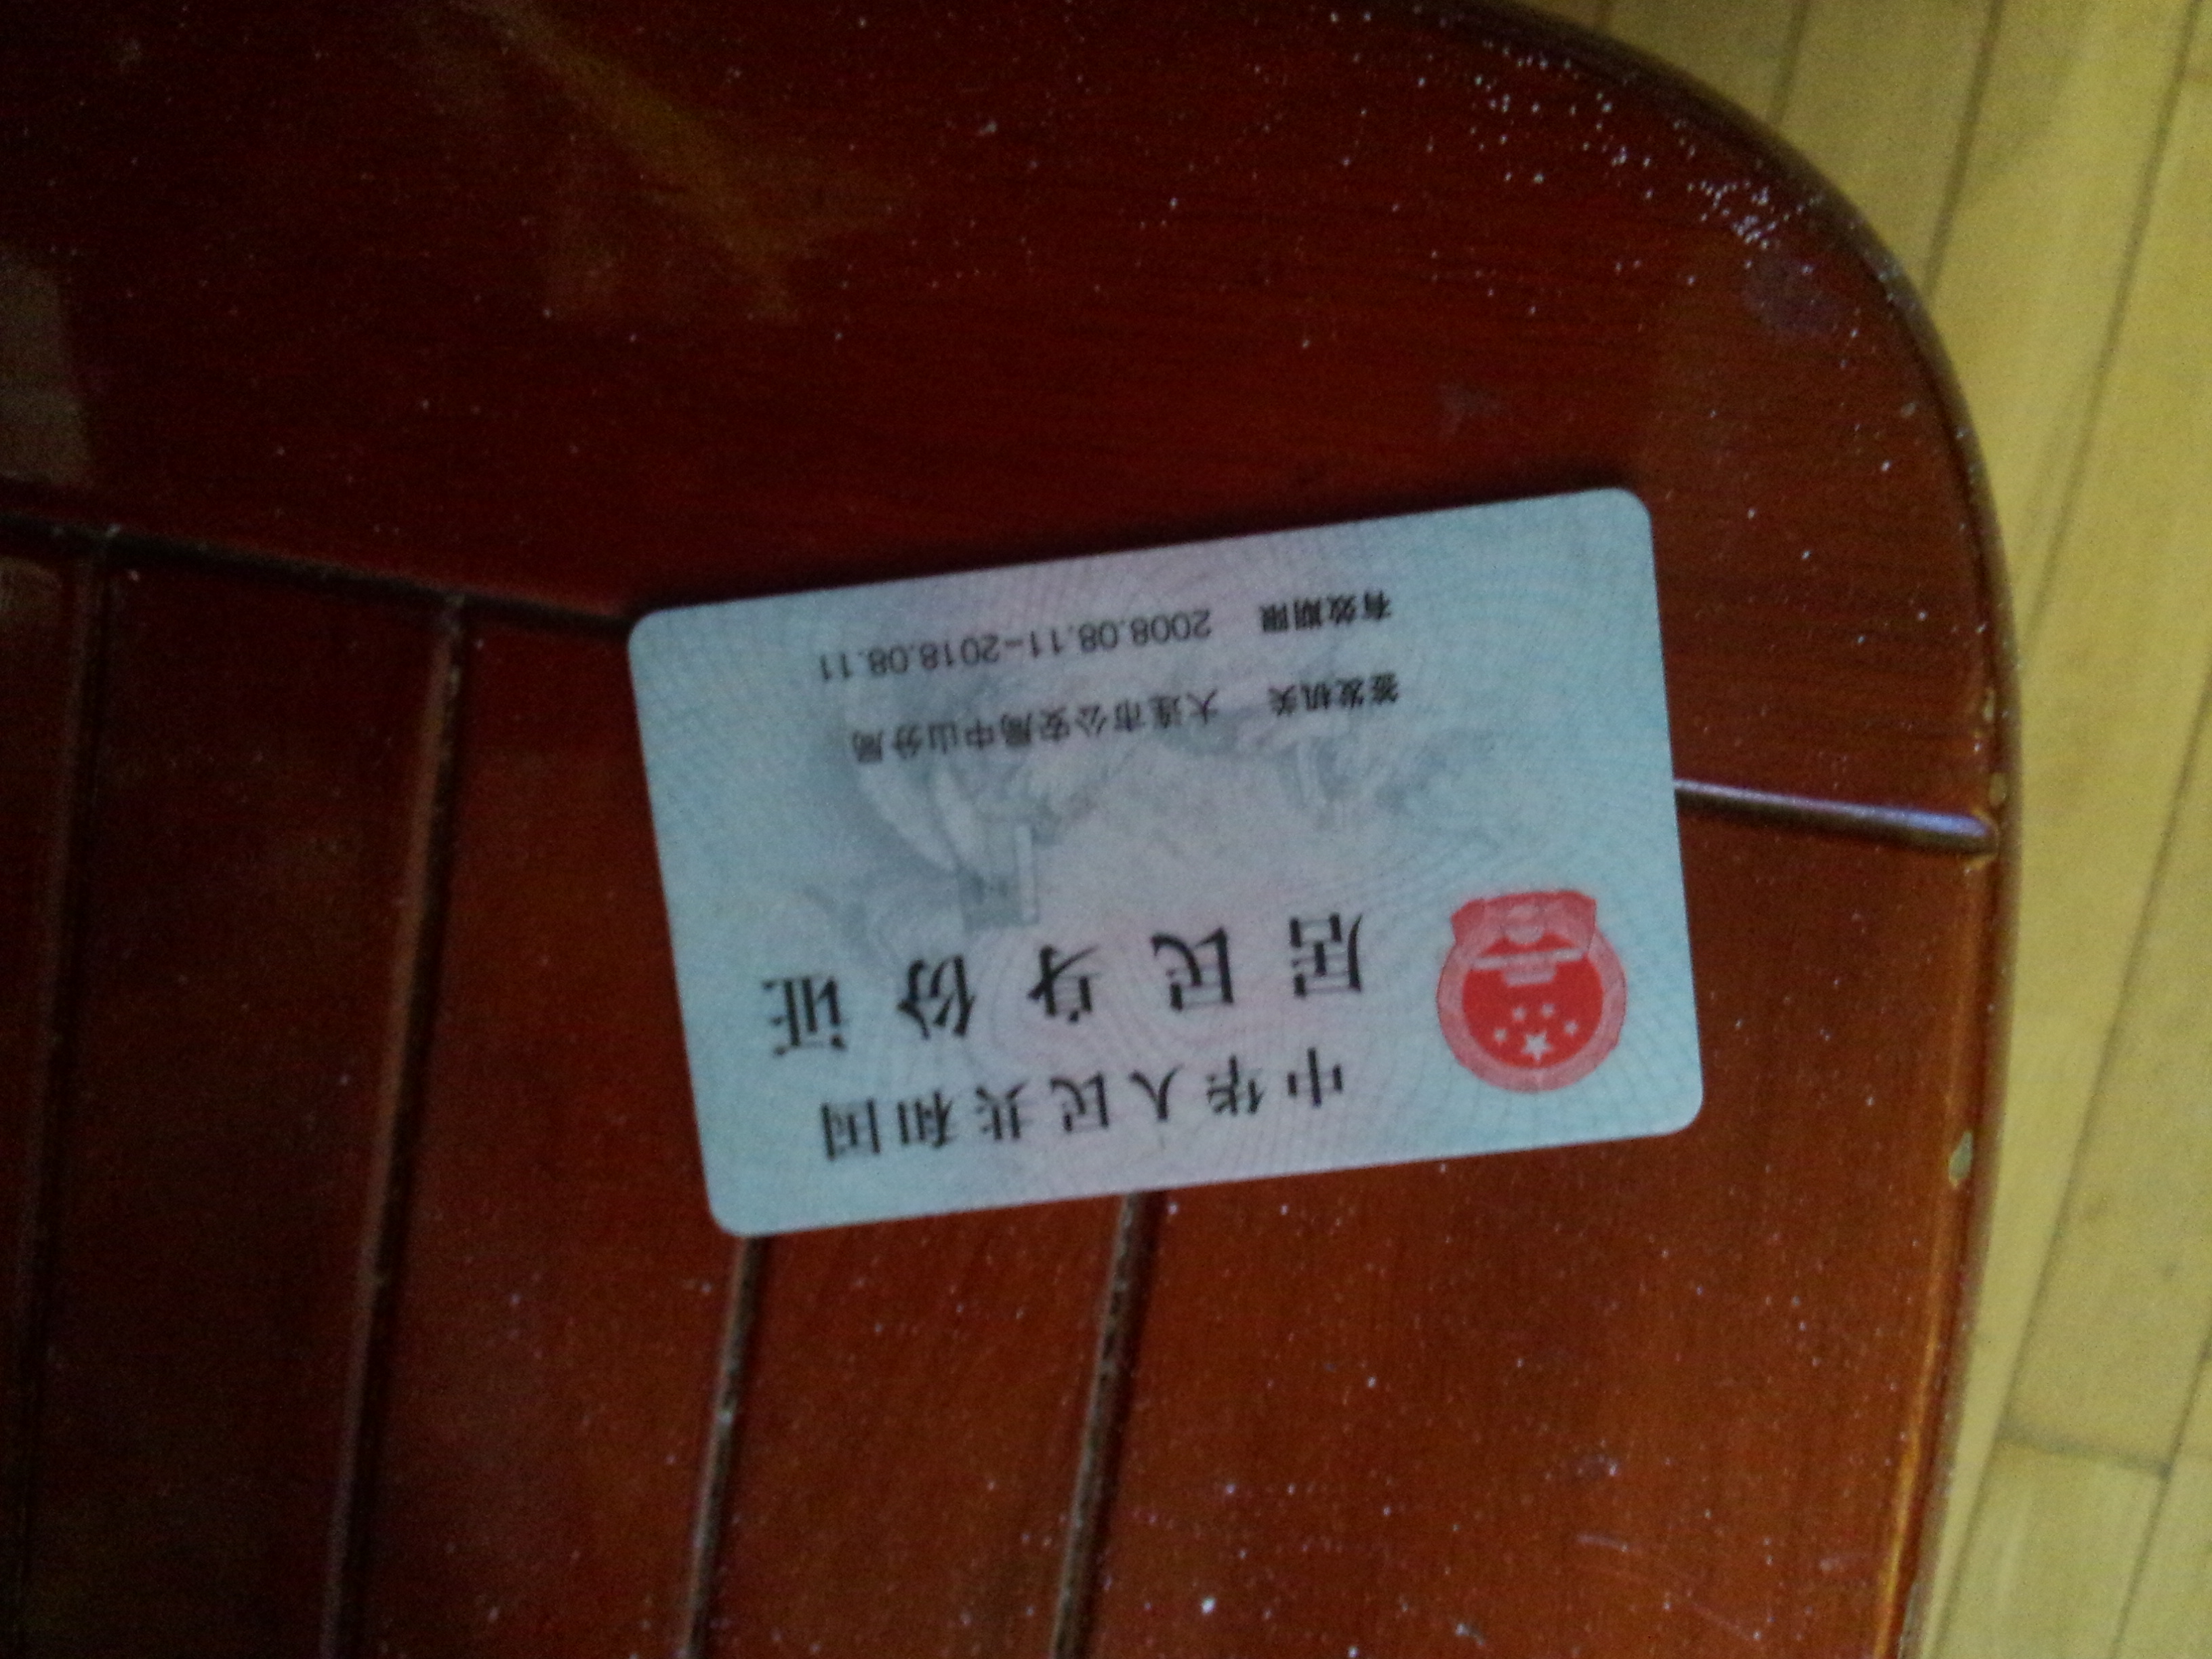 中华人民共和国
居民身份证
签发机关 大连市公安局中山分局
有效期限 2008.08.11-2018.08.11